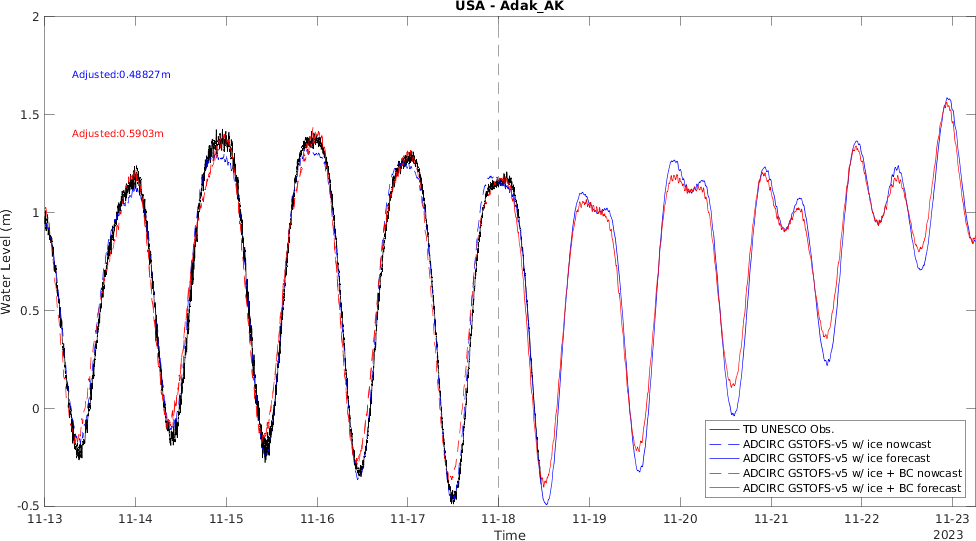 USA - Adak_AK
2
1.5
1
0.5
0
-0.5
Water Level (m)
Adjusted:0.48827m
Adjusted:0.5903m
TD UNESCO Obs.
ADCIRC GSTOFS-v5 w/ ice nowcast
ADCIRC GSTOFS-v5 w/ ice forecast
ADCIRC GSTOFS-v5 w/ ice + BC nowcast
ADCIRC GSTOFS-v5 w/ ice + BC forecast
11-13 11-14 11-15 11-16 11-17 11-18 11-19 11-20 11-21 11-22 11-23
Time
2023